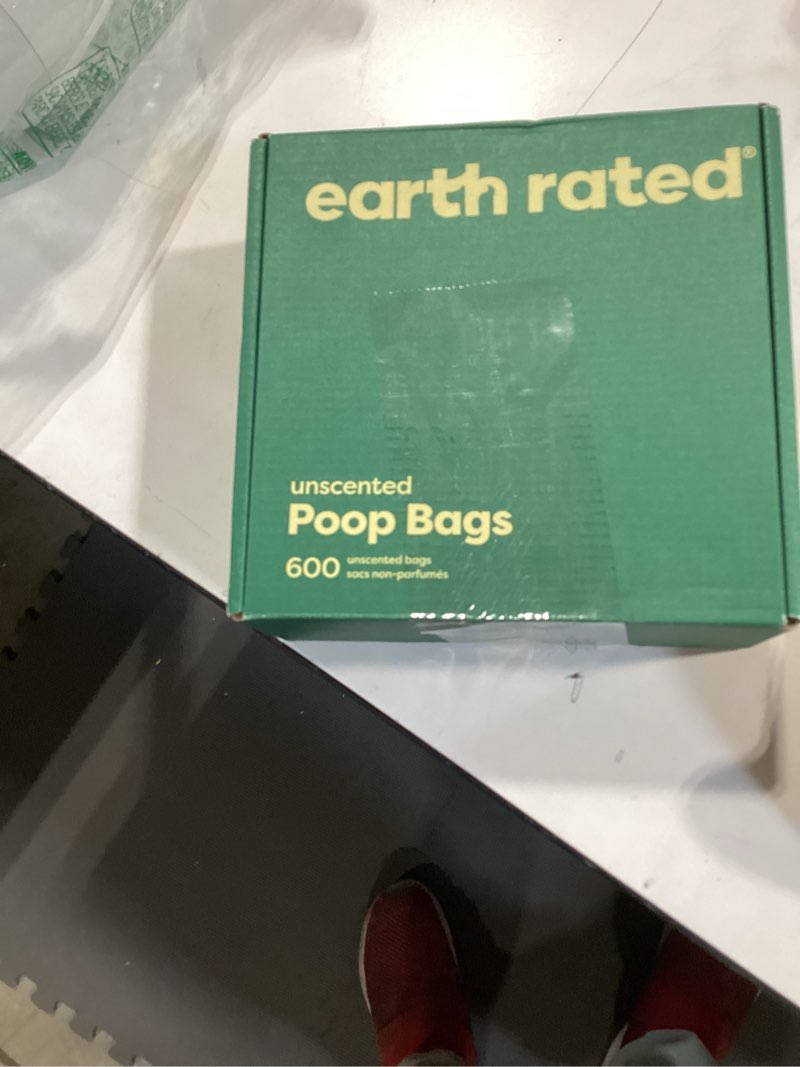 earth rated®
unscented
Poop Bags
600 unscented bags
sacs non-parfumés